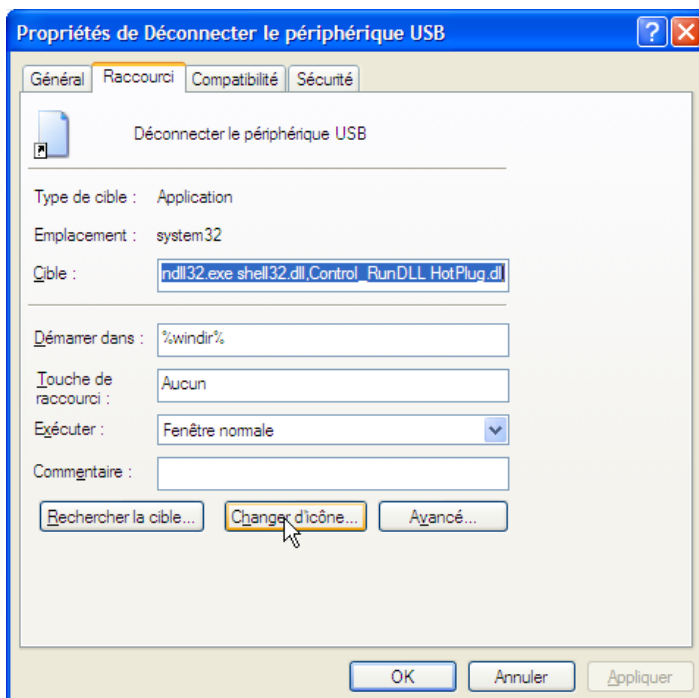 Propriétés de Déconnecter le périphérique USB
Général Raccourci Compatibilité Sécurité
Déconnecter le périphérique USB
Type de cible : Application
Emplacement : system32
Cible : ndll32.exe shell32.dll,Control_RunDLL HotPlug.dl
Démarrer dans : %windir%
Touche de raccourci : Aucun
Exécuter : Fenêtre normale
Commentaire :
Rechercher la cible... Changer d'icône... Avancé...
OK Annuler Appliquer